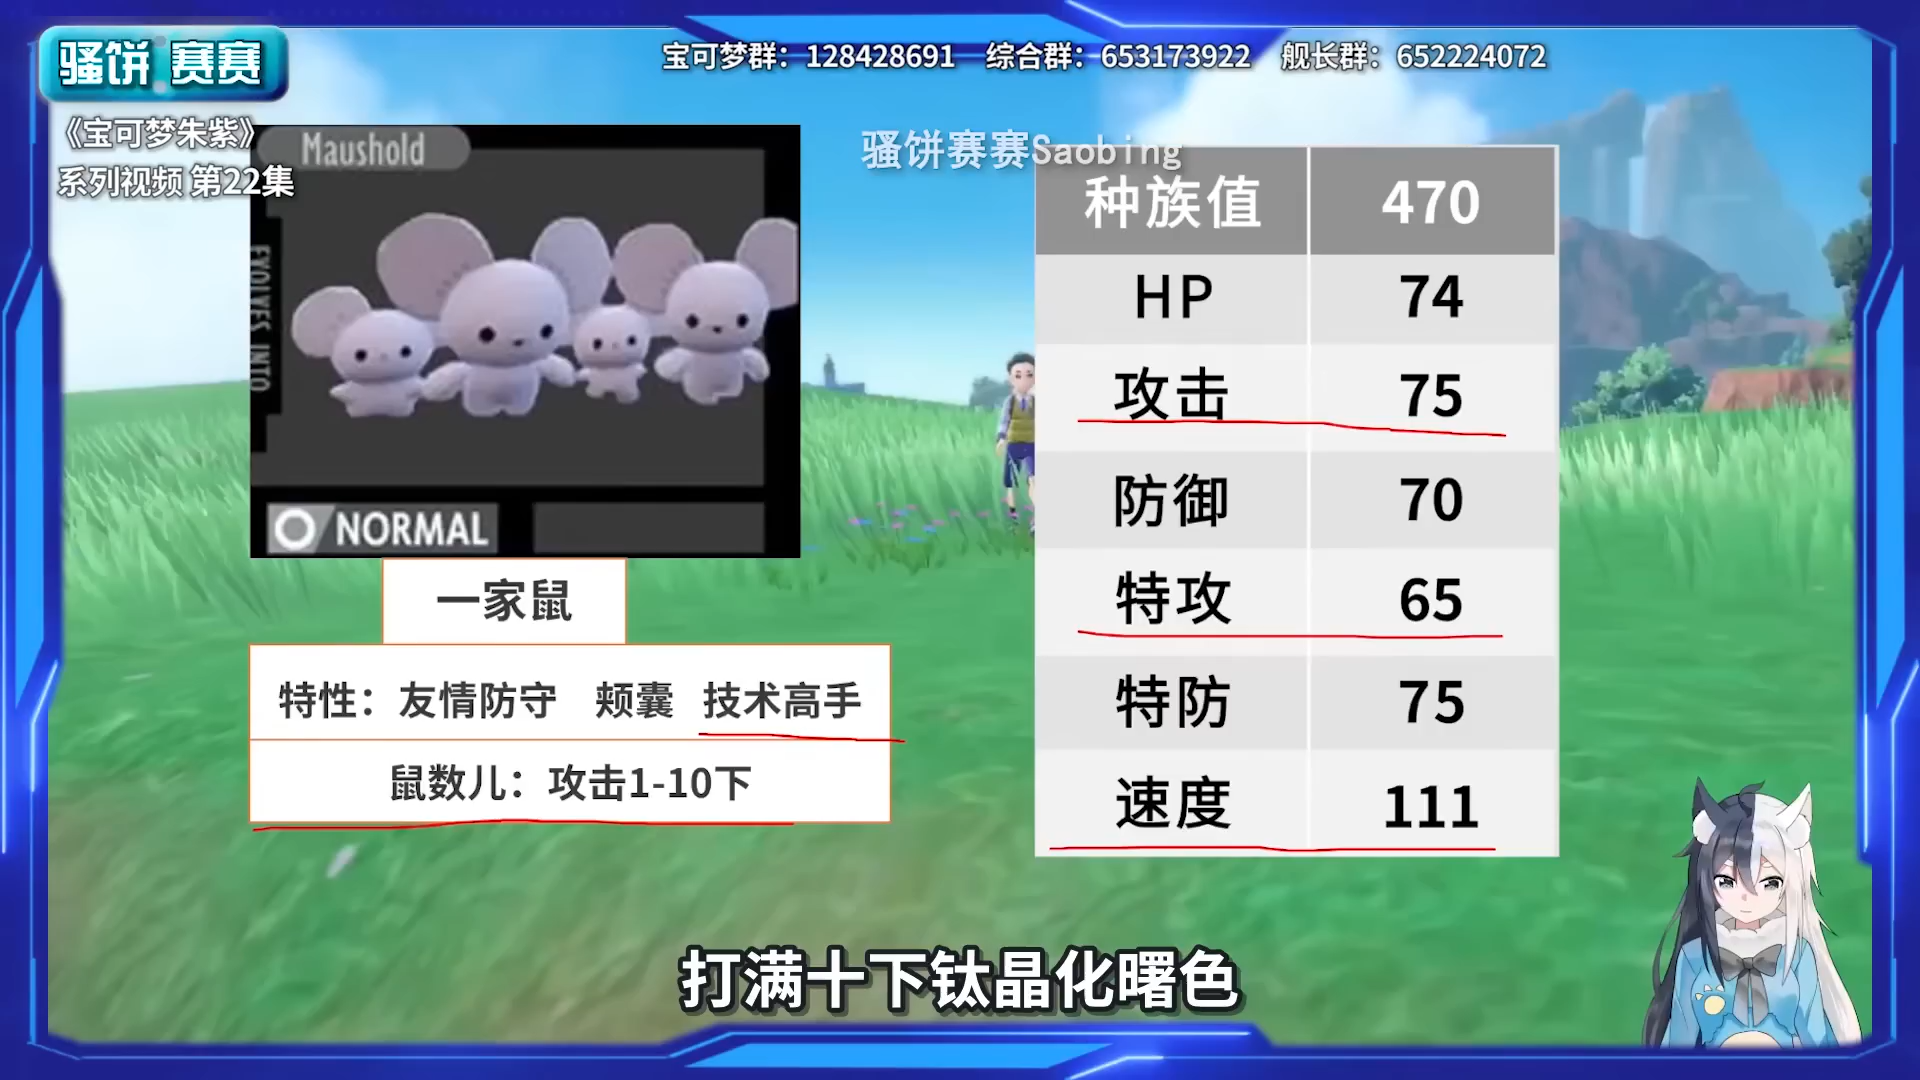 骚饼 赛赛
宝可梦群：128428691 综合群：653173922 舰长群：652224072
《宝可梦朱紫》
系列视频 第22集
骚饼赛赛Saobing
Maushold
EVOLVES INTO
NORMAL
一家鼠
特性：友情防守 颊囊 技术高手
鼠数儿：攻击1-10下
种族值 470
HP 74
攻击 75
防御 70
特攻 65
特防 75
速度 111
打满十下钛晶化曙色